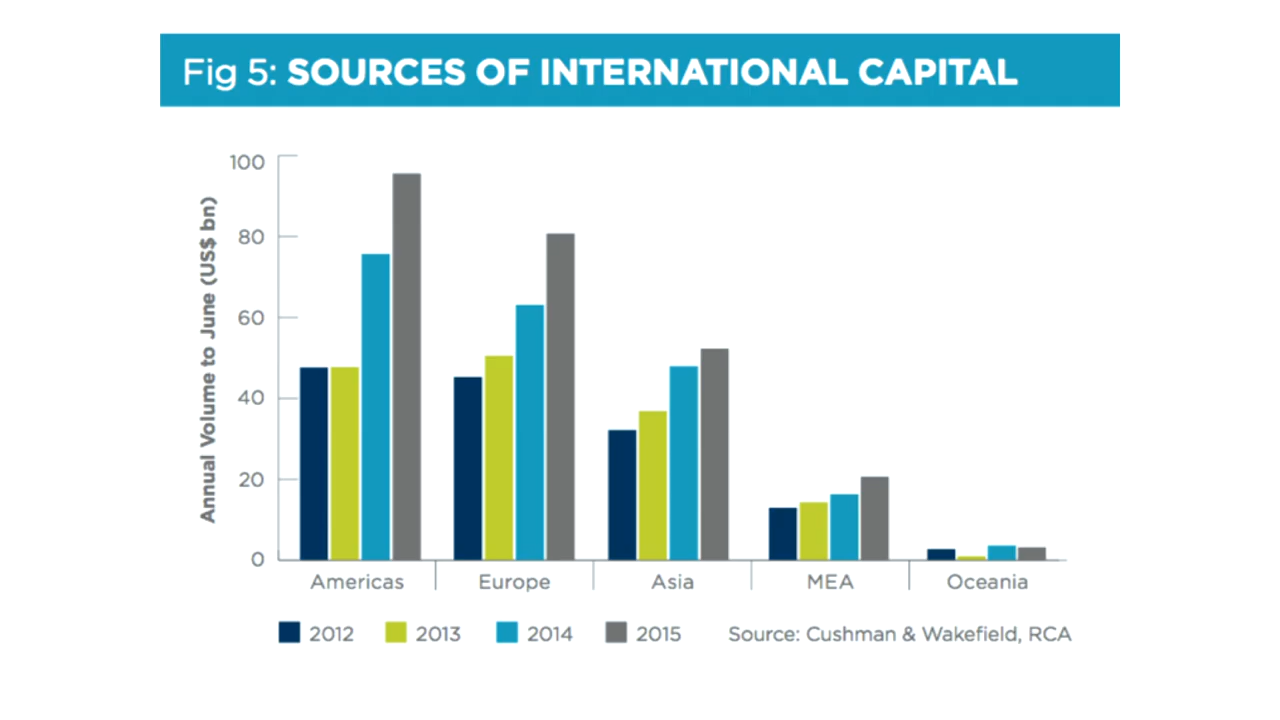 Fig 5: SOURCES OF INTERNATIONAL CAPITAL
Annual Volume to June (US$ bn)
100
80
60
40
20
0
Americas
Europe
Asia
MEA
Oceania
2012
2013
2014
2015
Source: Cushman & Wakefield, RCA